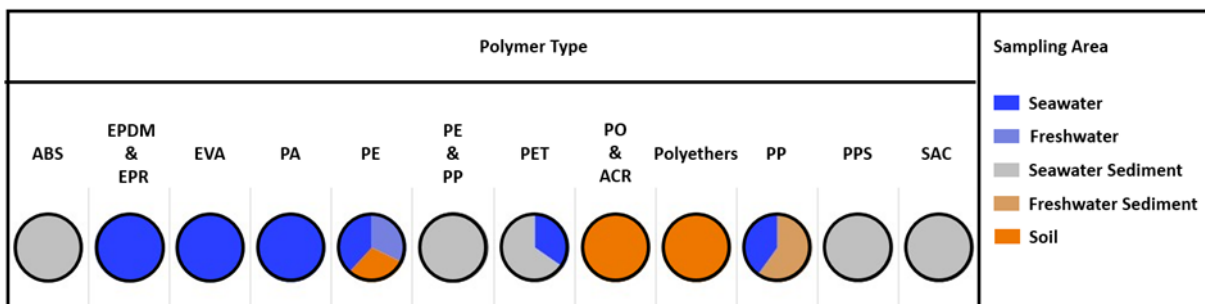 Polymer Type
Sampling Area
ABS
EPDM
&
EPR
EVA
PA
PE
PE
&
PP
PET
PO
&
ACR
Polyethers
PP
PPS
SAC
Seawater
Freshwater
Seawater Sediment
Freshwater Sediment
Soil